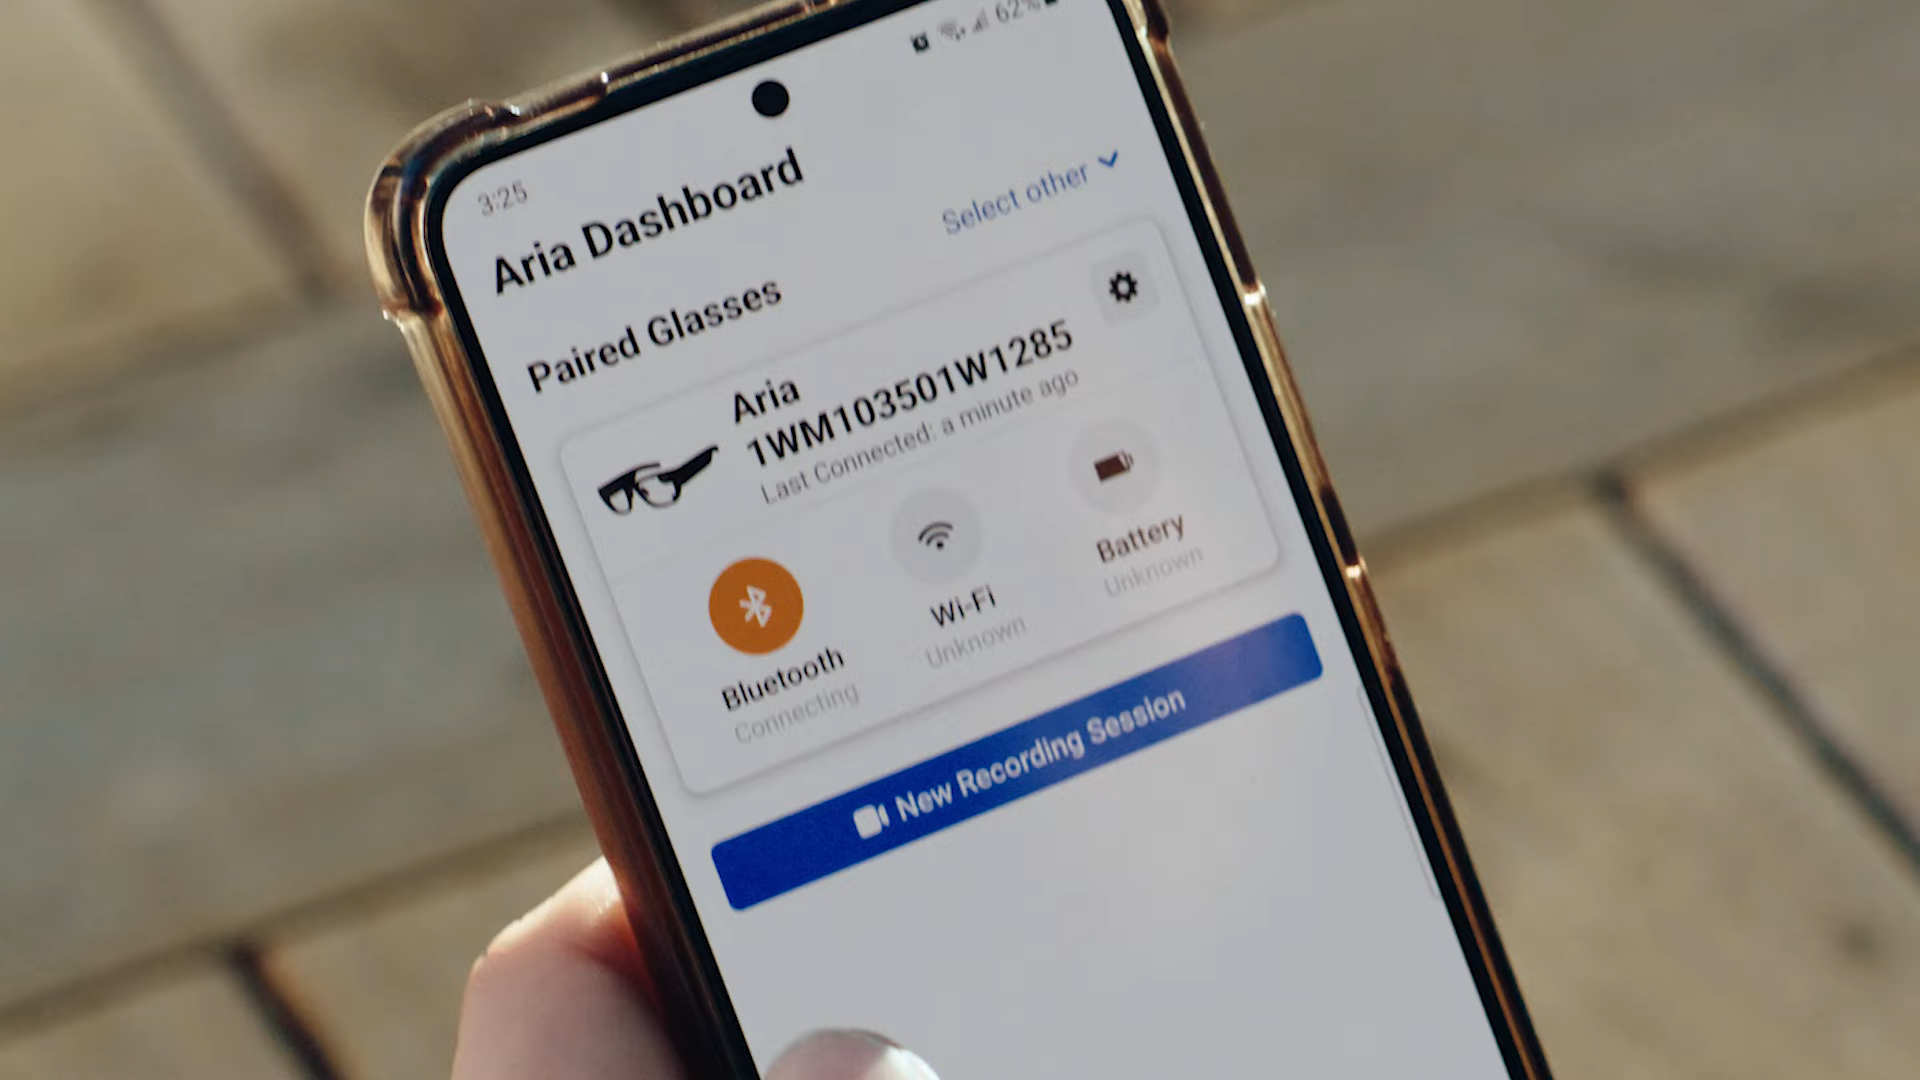 3:25
62%
Aria Dashboard
Select other
Paired Glasses
Aria
1WM103501W1285
Last Connected: a minute ago
Bluetooth
Connecting
Wi-Fi
Unknown
Battery
Unknown
New Recording Session